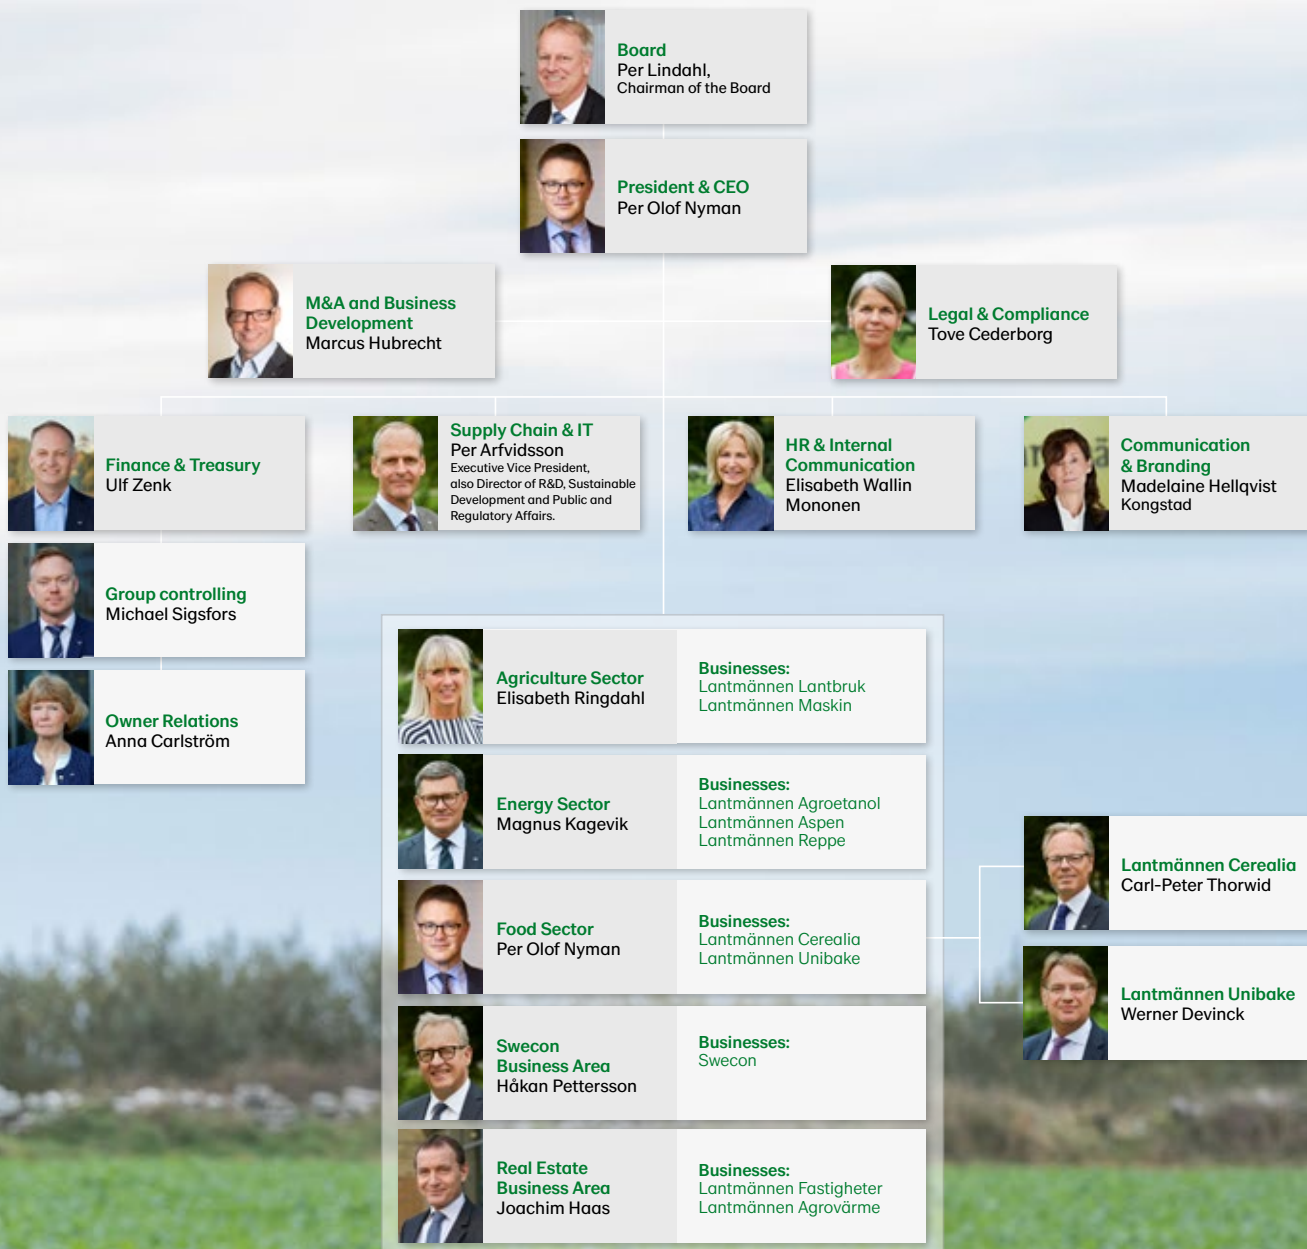 Board
Per Lindahl,
Chairman of the Board
President & CEO
Per Olof Nyman
M&A and Business
Development
Marcus Hubrecht
Legal & Compliance
Tove Cederborg
Finance & Treasury
Ulf Zenk
Supply Chain & IT
Per Arfvidsson
Executive Vice President,
also Director of R&D, Sustainable
Development and Public and
Regulatory Affairs.
HR & Internal
Communication
Elisabeth Wallin
Mononen
Communication
& Branding
Madelaine Hellqvist
Kongstad
Group controlling
Michael Sigsfors
Owner Relations
Anna Carlström
Agriculture Sector
Elisabeth Ringdahl
Businesses:
Lantmännen Lantbruk
Lantmännen Maskin
Energy Sector
Magnus Kagevik
Businesses:
Lantmännen Agroetanol
Lantmännen Aspen
Lantmännen Reppe
Food Sector
Per Olof Nyman
Businesses:
Lantmännen Cerealia
Lantmännen Unibake
Lantmännen Cerealia
Carl-Peter Thorwid
Lantmännen Unibake
Werner Devinck
Swecon
Business Area
Håkan Pettersson
Businesses:
Swecon
Real Estate
Business Area
Joachim Haas
Businesses:
Lantmännen Fastigheter
Lantmännen Agrovärme